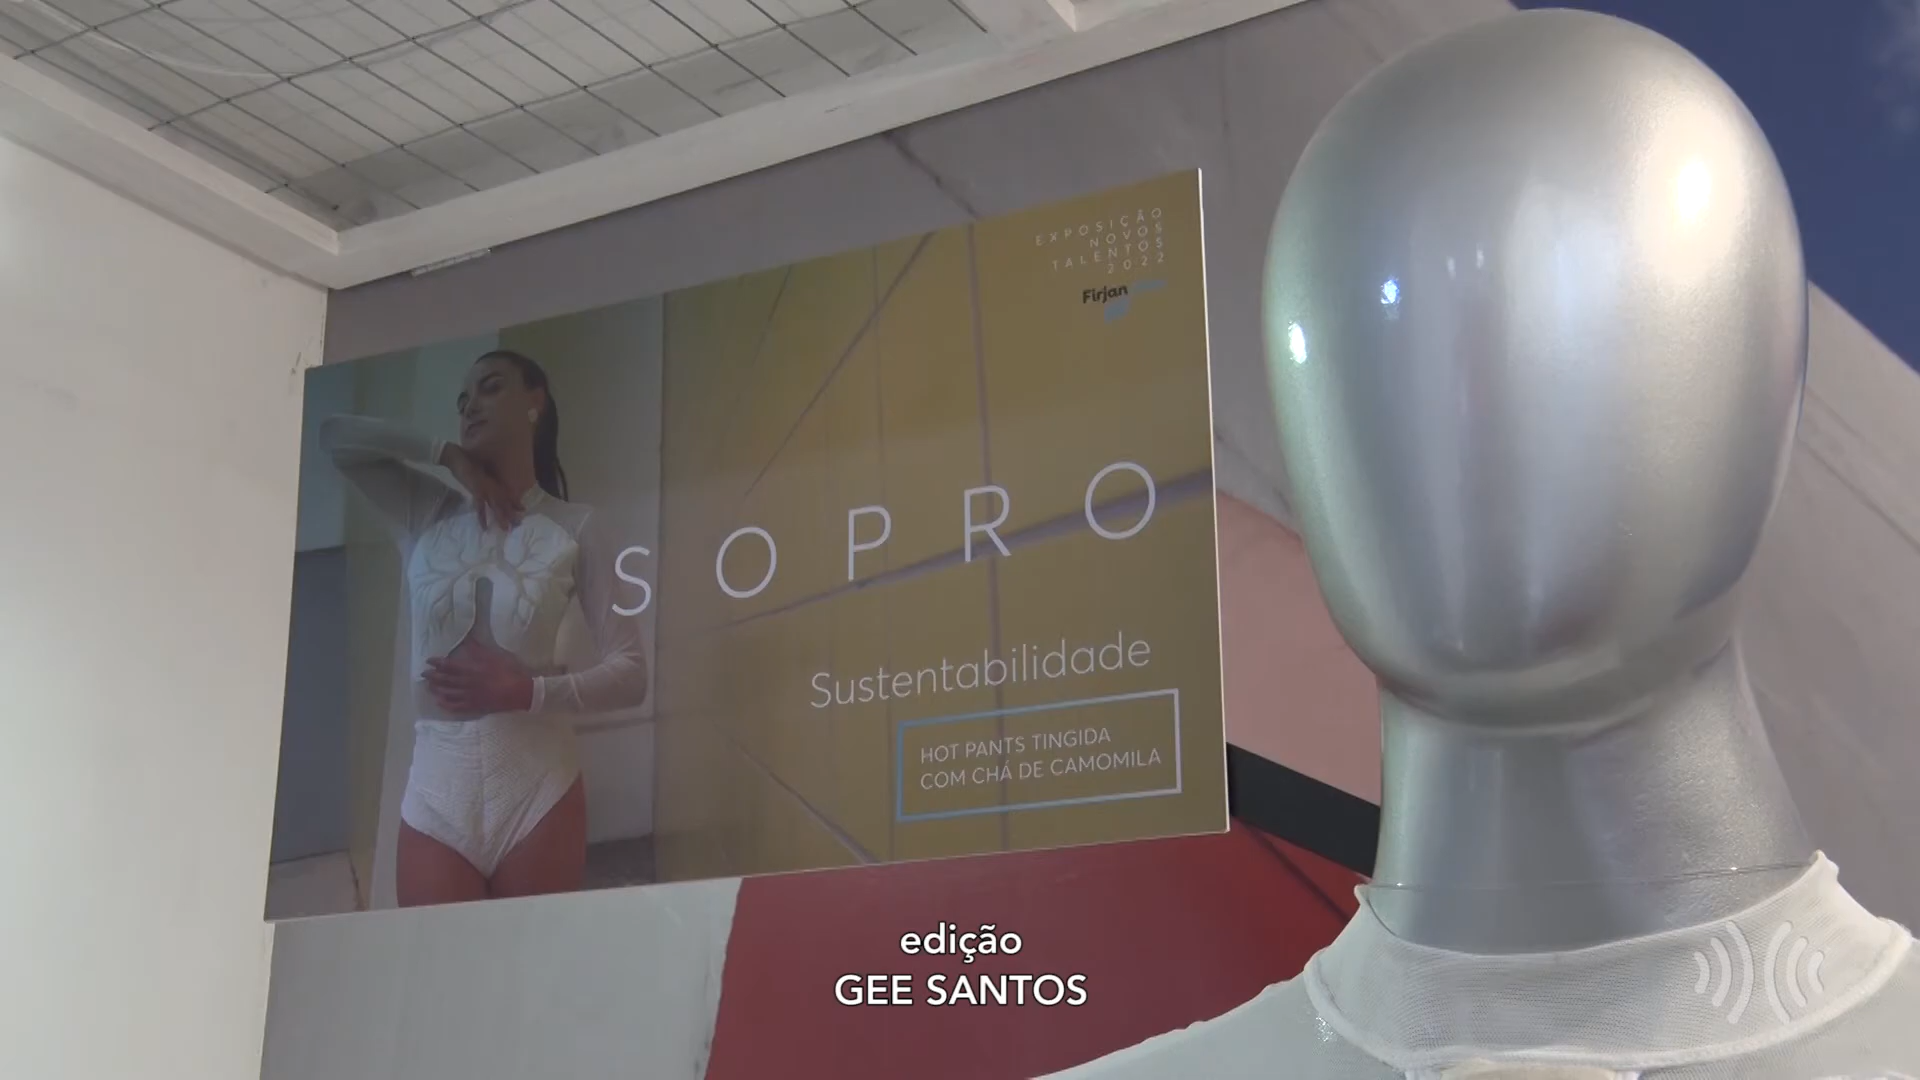 EXPOSIÇÃO
NOVOS
TALENTOS
2022
Firjan
SOPRO
Sustentabilidade
HOT PANTS TINGIDA
COM CHÁ DE CAMOMILA
edição
GEE SANTOS